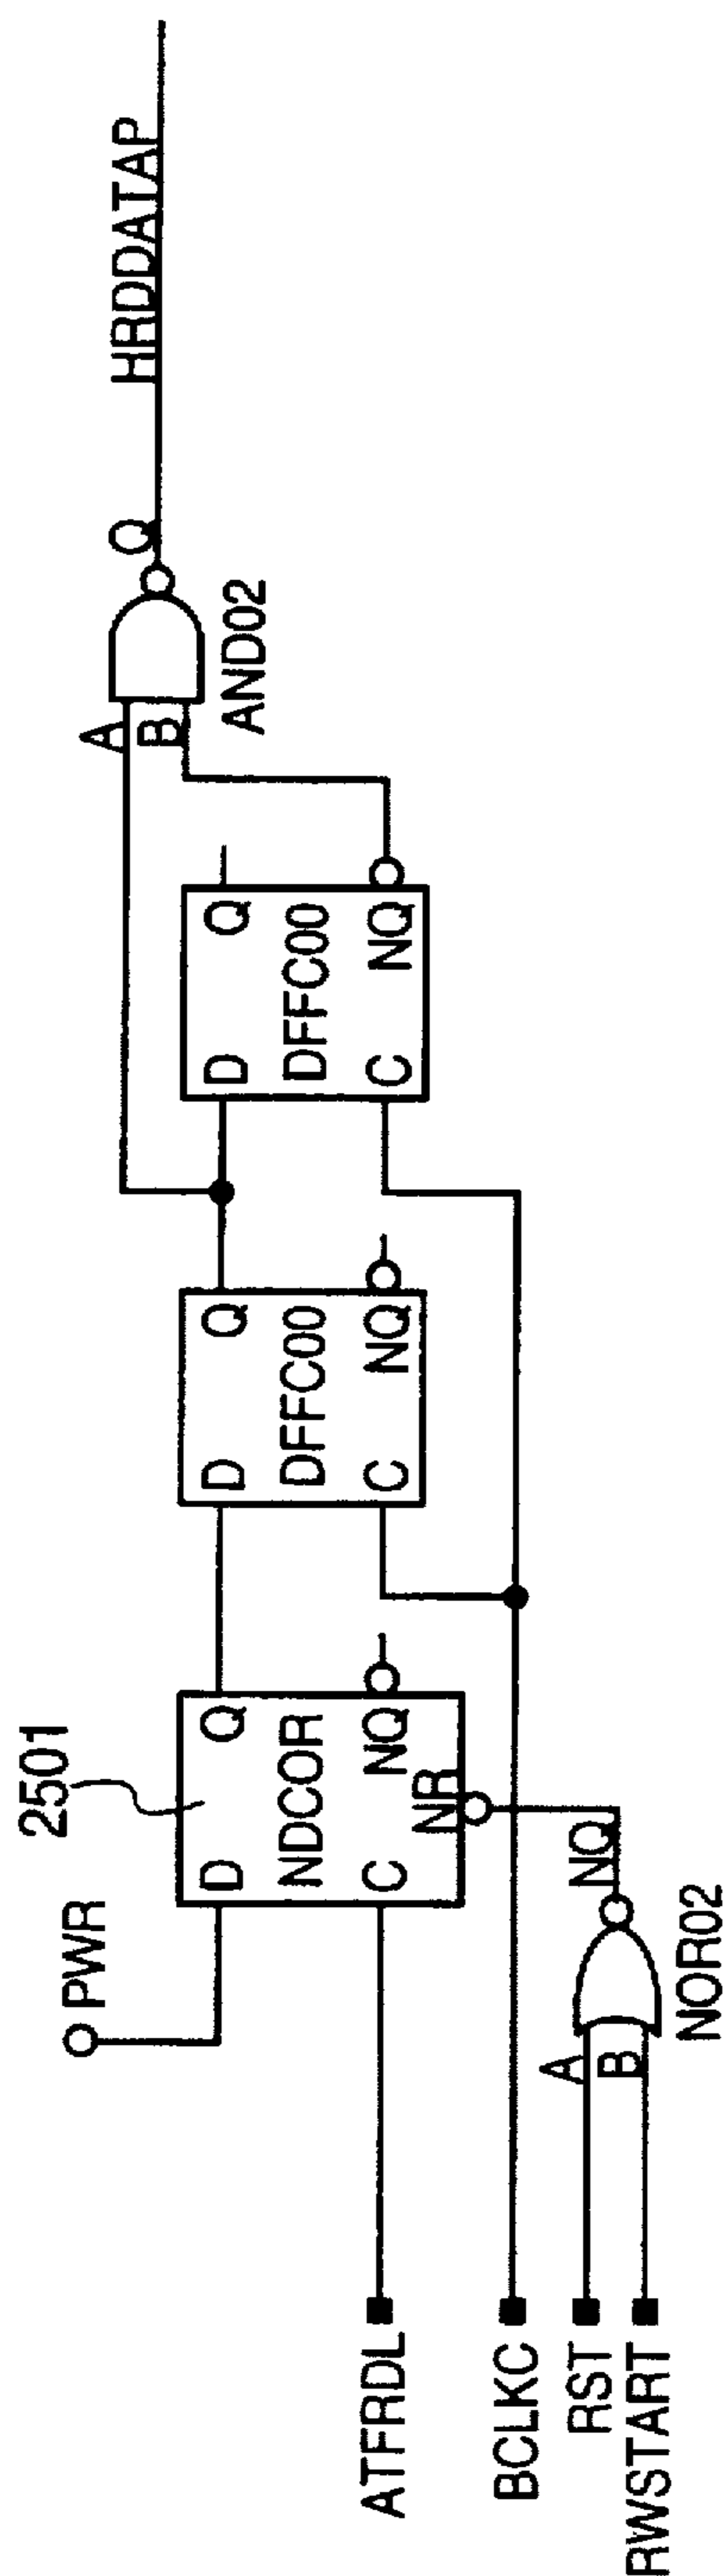 2501
PWR
D
Q
NDCOR
C
NQ
NR
D
Q
DFFC00
C
NQ
D
Q
DFFC00
C
NQ
A
B
Q
AND02
HRDDATAP
ATFRDL
BCLKC
RST
RWSTART
A
B
NQ
NOR02